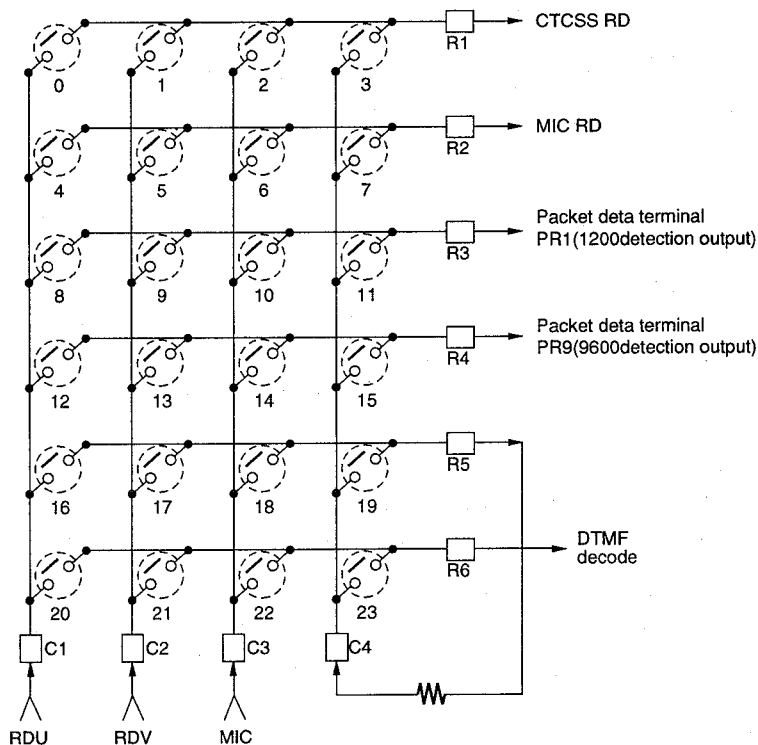 CTCSS RD
R1
0 1 2 3
MIC RD
R2
4 5 6 7
Packet deta terminal
PR1(1200detection output)
R3
8 9 10 11
Packet deta terminal
PR9(9600detection output)
R4
12 13 14 15
R5
16 17 18 19
DTMF
decode
R6
20 21 22 23
C1 C2 C3 C4
RDU RDV MIC